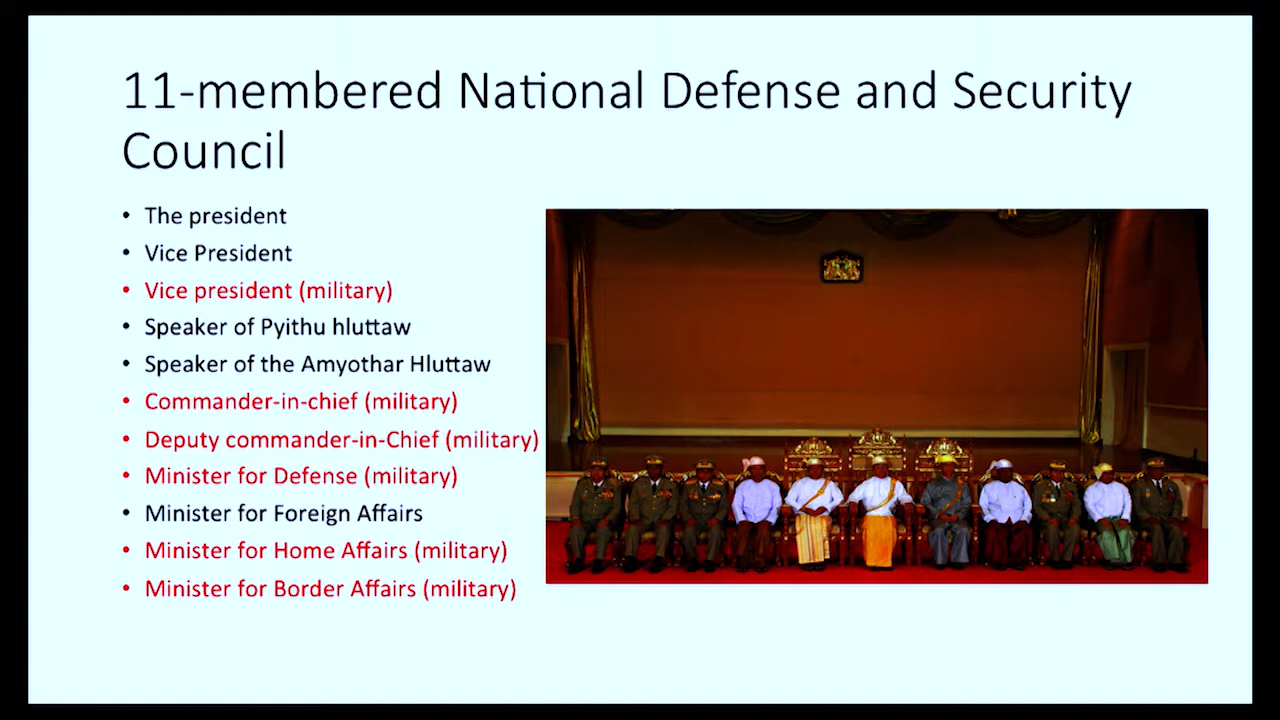 11-membered National Defense and Security
Council
• The president
• Vice President
• Vice president (military)
• Speaker of Pyithu hluttaw
• Speaker of the Amyothar Hluttaw
• Commander-in-chief (military)
• Deputy commander-in-Chief (military)
• Minister for Defense (military)
• Minister for Foreign Affairs
• Minister for Home Affairs (military)
• Minister for Border Affairs (military)